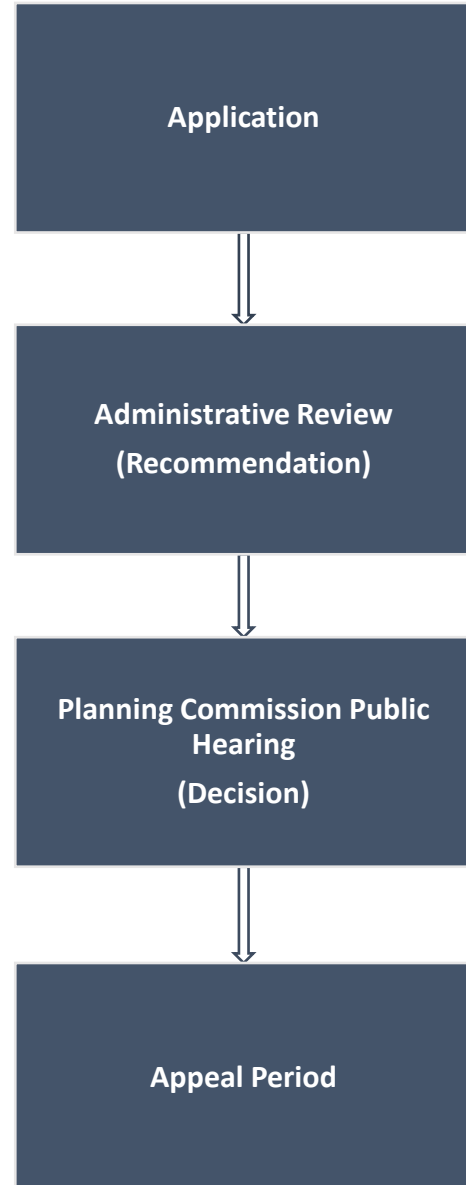 Application
Administrative Review
(Recommendation)
Planning Commission Public
Hearing
(Decision)
Appeal Period